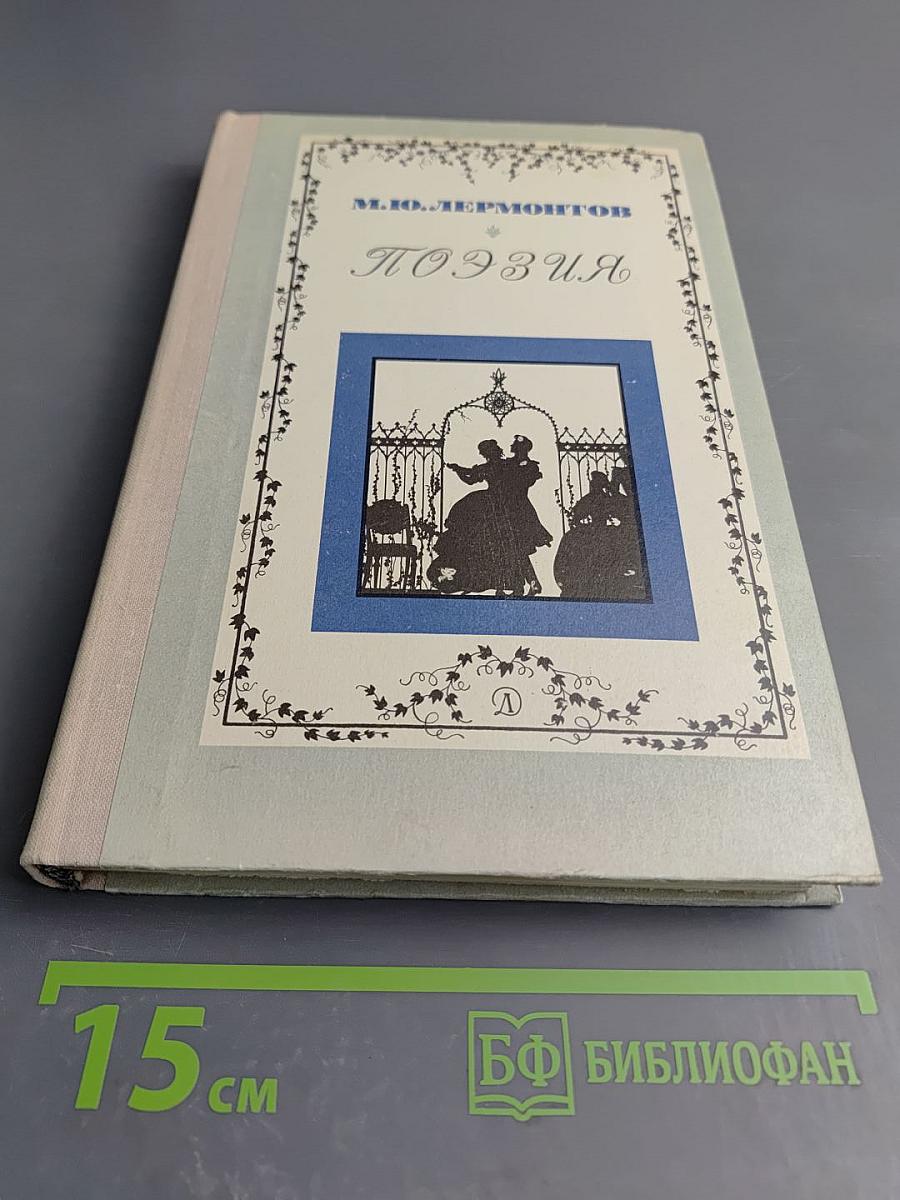 М.Ю.ЛЕРМОНТОВ
ПОЭЗИЯ
Д
15 см
БФ БИБЛИОФАН